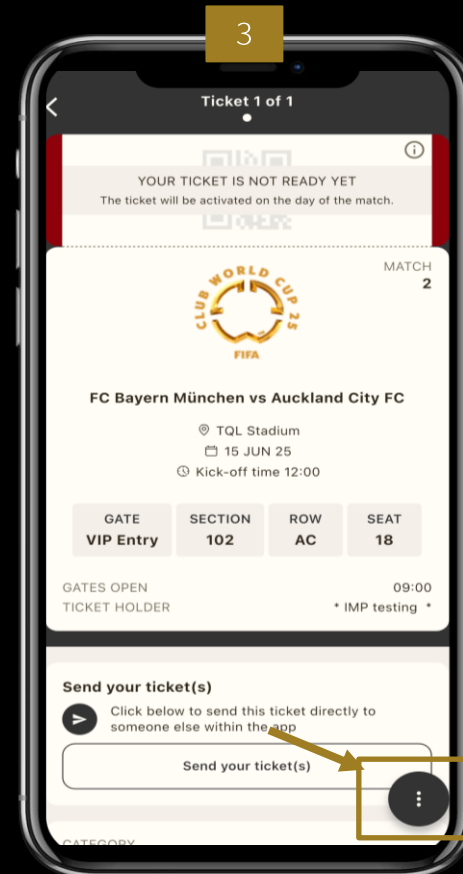 3
Ticket 1 of 1
YOUR TICKET IS NOT READY YET
The ticket will be activated on the day of the match.
MATCH
2
CLUB WORLD CUP 25
FIFA
FC Bayern München vs Auckland City FC
TQL Stadium
15 JUN 25
Kick-off time 12:00
GATE SECTION ROW SEAT
VIP Entry 102 AC 18
GATES OPEN 09:00
TICKET HOLDER * IMP testing *
Send your ticket(s)
Click below to send this ticket directly to
someone else within the app
Send your ticket(s)
CATEGORY